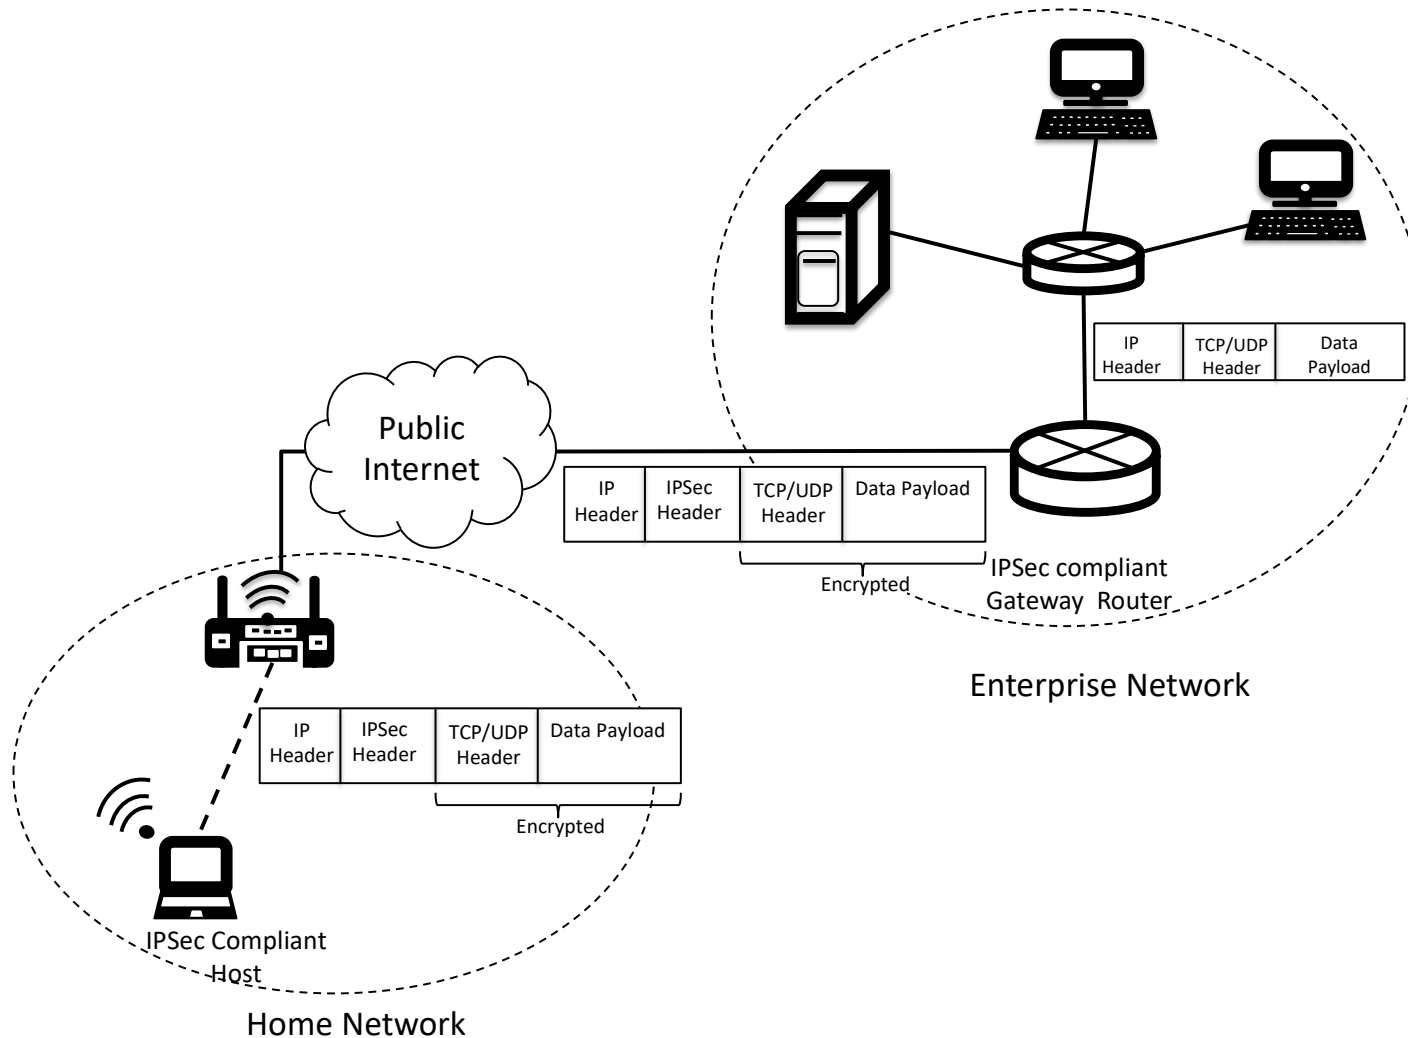 IP
Header
TCP/UDP
Header
Data
Payload
Public
Internet
IP
Header
IPSec
Header
TCP/UDP
Header
Data Payload
Encrypted
IPSec compliant
Gateway Router
Enterprise Network
IP
Header
IPSec
Header
TCP/UDP
Header
Data Payload
Encrypted
IPSec Compliant
Host
Home Network